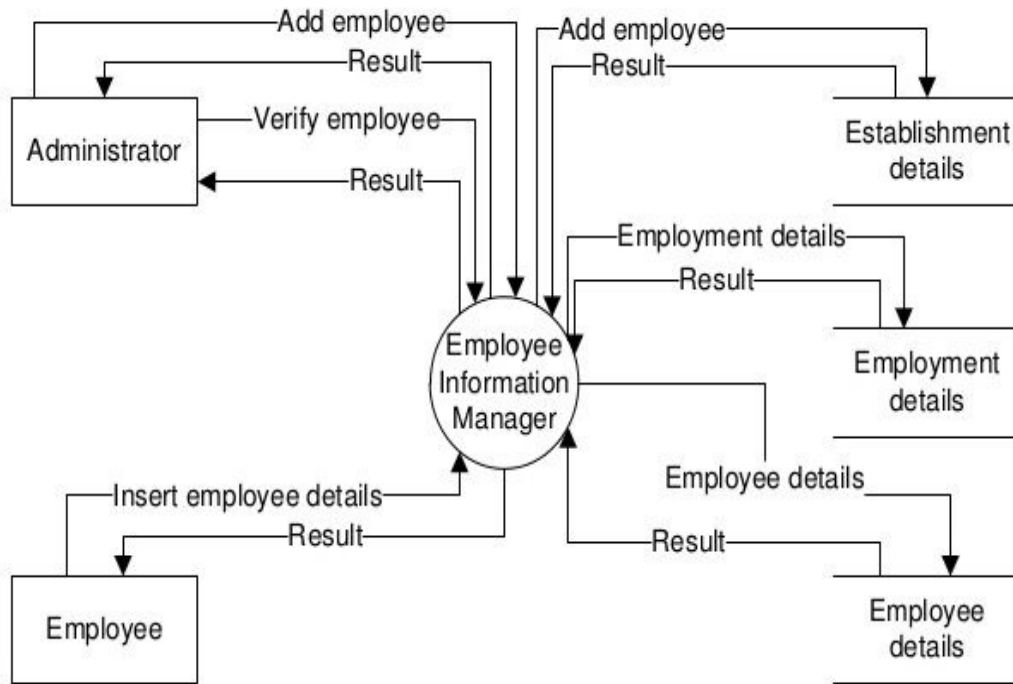 Add employee
Result
Administrator
Verify employee
Result
Add employee
Result
Establishment
details
Employment details
Result
Employment
details
Employee
Information
Manager
Employee details
Result
Employee
details
Insert employee details
Result
Employee